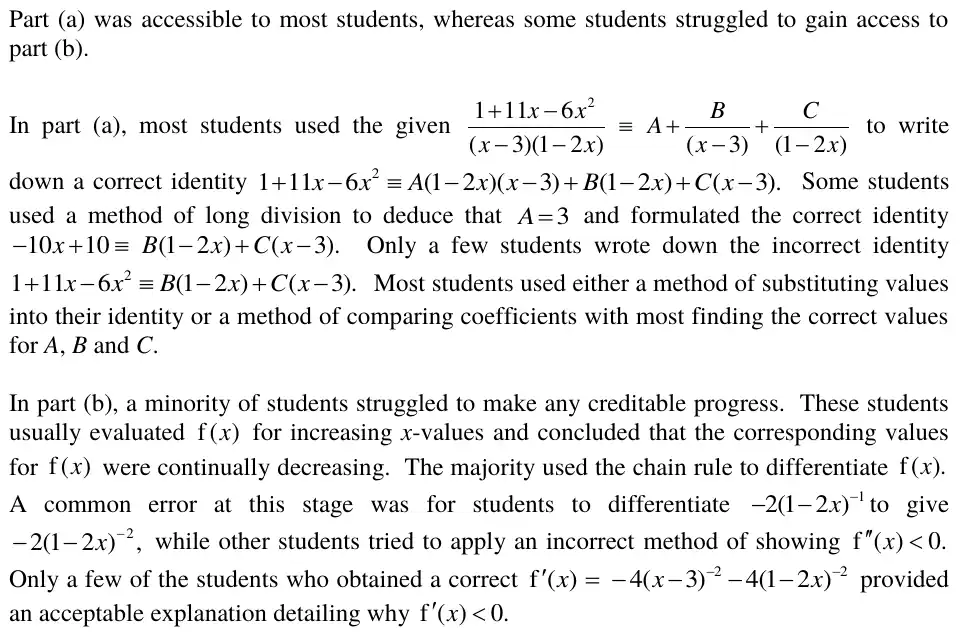 Part (a) was accessible to most students, whereas some students struggled to gain access to
part (b).
In part (a), most students used the given \frac{1+11x-6x^2}{(x-3)(1-2x)} ≡ A + \frac{B}{(x-3)} + \frac{C}{(1-2x)} to write
down a correct identity 1+11x−6x² ≡ A(1−2x)(x−3)+B(1−2x)+C(x−3). Some students
used a method of long division to deduce that A=3 and formulated the correct identity
−10x+10 ≡ B(1−2x)+C(x−3). Only a few students wrote down the incorrect identity
1+11x−6x² ≡ B(1−2x)+C(x−3). Most students used either a method of substituting values
into their identity or a method of comparing coefficients with most finding the correct values
for A, B and C.
In part (b), a minority of students struggled to make any creditable progress. These students
usually evaluated f(x) for increasing x-values and concluded that the corresponding values
for f(x) were continually decreasing. The majority used the chain rule to differentiate f(x).
A common error at this stage was for students to differentiate −2(1−2x)⁻¹ to give
−2(1−2x)⁻², while other students tried to apply an incorrect method of showing f″(x)<0.
Only a few of the students who obtained a correct f′(x) = −4(x−3)⁻² −4(1−2x)⁻² provided
an acceptable explanation detailing why f′(x)<0.